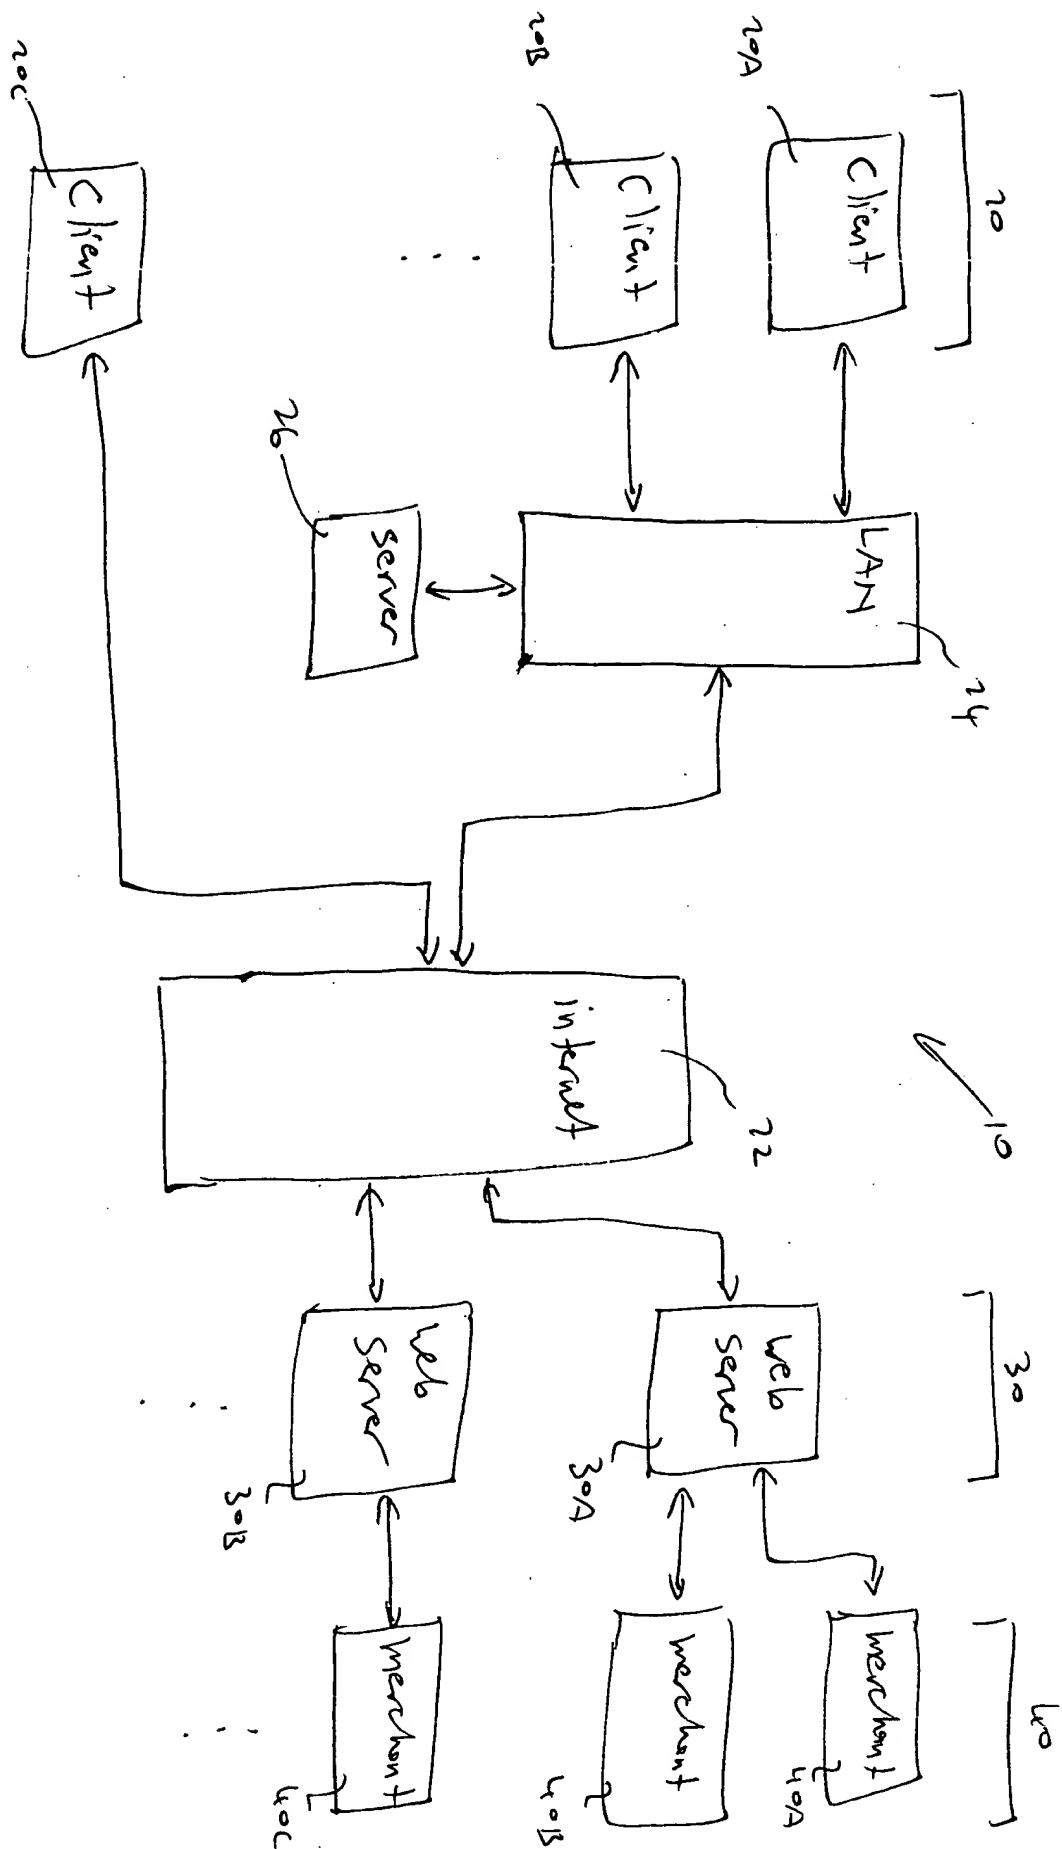 10
20
30
40
20A
Client
20B
Client
...
20C
Client
LAN
24
Server
26
internet
22
Web
Server
30A
Web
Server
30B
...
Merchant
40A
Merchant
40B
Merchant
40C
...